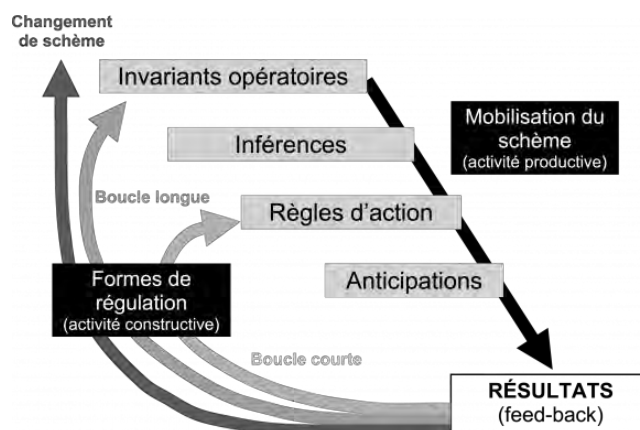 Changement
de schème
Invariants opératoires
Mobilisation du
schème
(activité productive)
Inférences
Boucle longue
Règles d'action
Formes de
régulation
(activité constructive)
Anticipations
Boucle courte
RÉSULTATS
(feed-back)